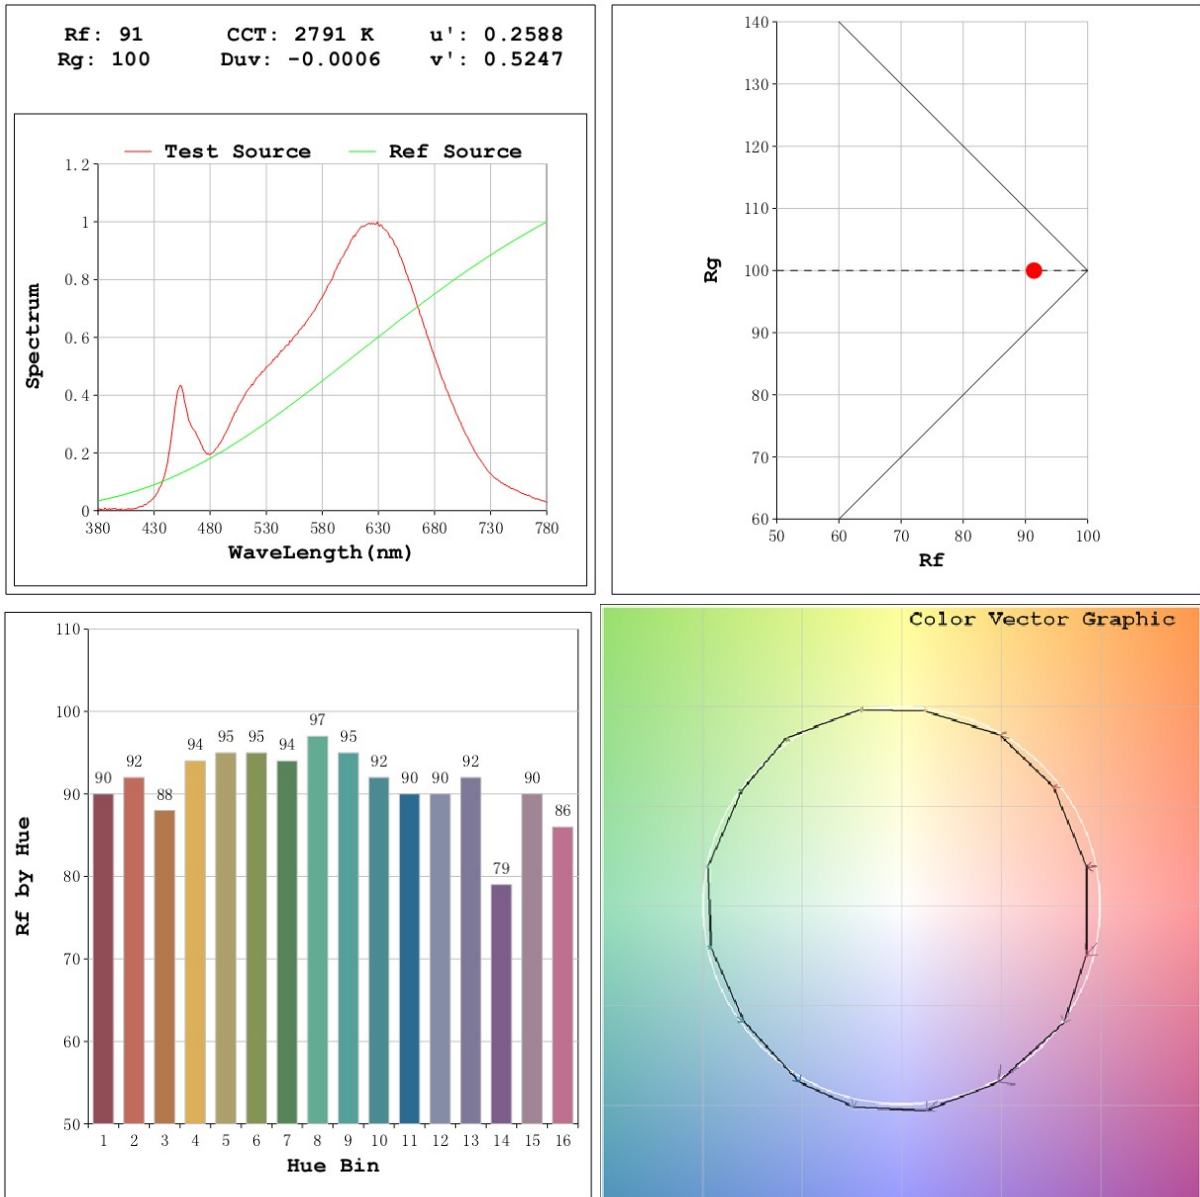 Rf: 91 CCT: 2791 K u': 0.2588
Rg: 100 Duv: -0.0006 v': 0.5247
Test Source Ref Source
1.2
1
0.8
0.6
0.4
0.2
0
Spectrum
380 430 480 530 580 630 680 730 780
WaveLength(nm)
140
130
120
110
100
90
80
70
60
Rg
50 60 70 80 90 100
Rf
110
100
90
80
70
60
50
Rf by Hue
90 92 88 94 95 95 94 97 95 92 90 90 92 79 90 86
1 2 3 4 5 6 7 8 9 10 11 12 13 14 15 16
Hue Bin
Color Vector Graphic